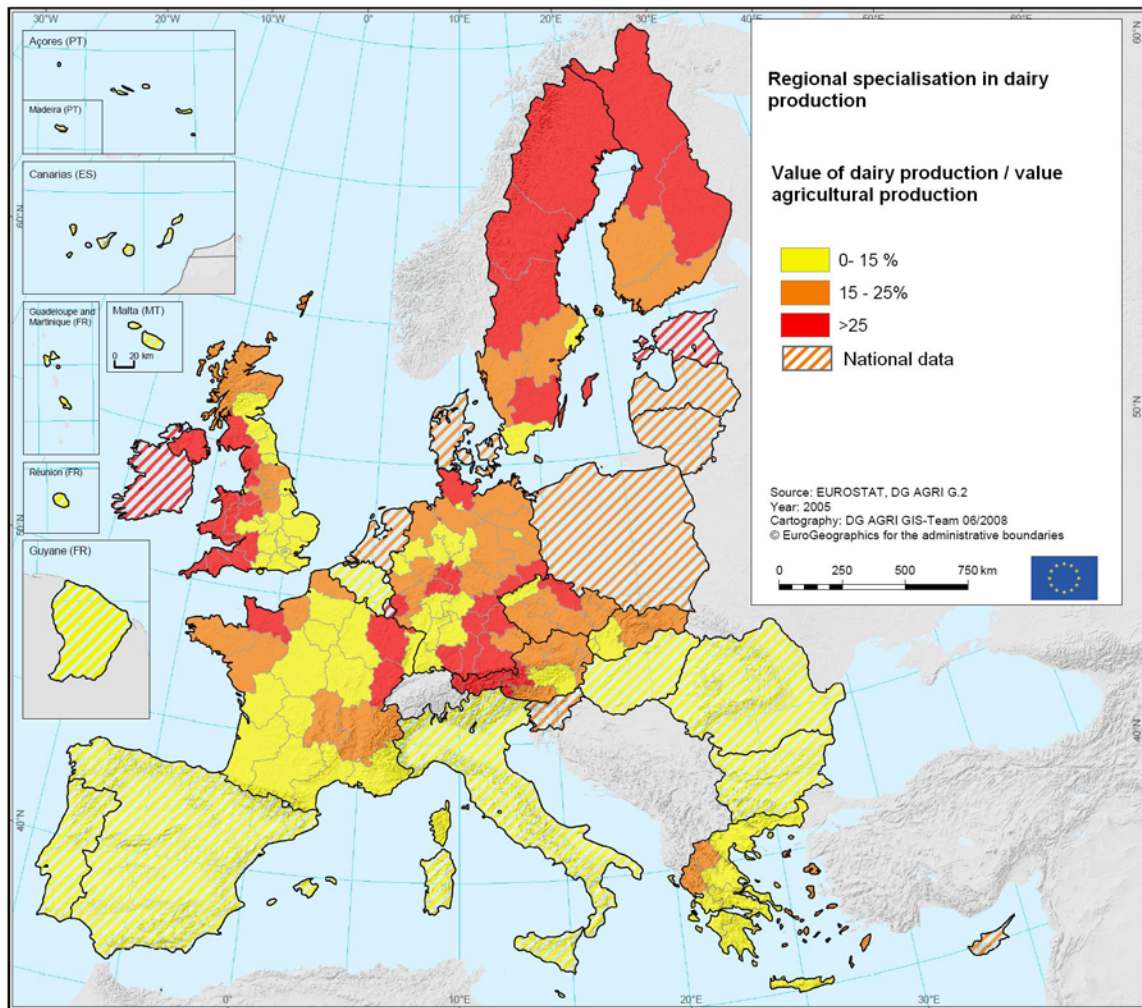 30°W
20°W
10°W
0°
10°E
20°E
30°E
40°E
50°E
60°E
60°N
Açores (PT)
Madeira (PT)
Canarias (ES)
Guadeloupe and
Martinique (FR)
Malta (MT)
0 20 km
Réunion (FR)
Guyane (FR)
Regional specialisation in dairy
production
Value of dairy production / value
agricultural production
0- 15 %
15 - 25%
>25
National data
Source: EUROSTAT, DG AGRI G.2
Year: 2005
Cartography: DG AGRI GIS-Team 06/2008
© EuroGeographics for the administrative boundaries
0 250 500 750 km
60°N
50°N
50°N
40°N
40°N
0°
10°E
20°E
30°E